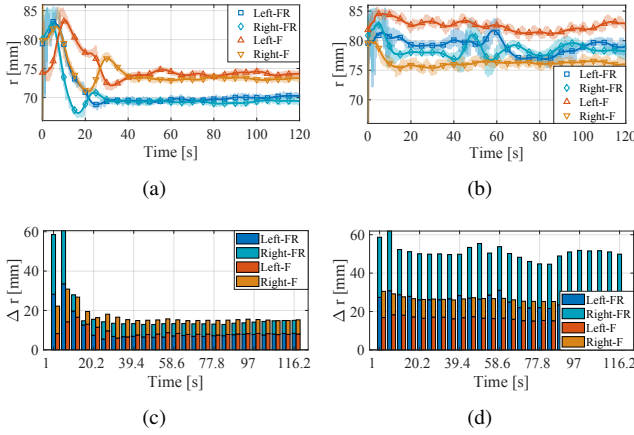 r [mm]
85
80
75
70
Left-FR
Right-FR
Left-F
Right-F
0 20 40 60 80 100 120
Time [s]
(a)
r [mm]
85
80
75
70
Left-FR
Right-FR
Left-F
Right-F
0 20 40 60 80 100 120
Time [s]
(b)
Δ r [mm]
60
40
20
0
Left-FR
Right-FR
Left-F
Right-F
1 20.2 39.4 58.6 77.8 97 116.2
Time [s]
(c)
Δ r [mm]
60
40
20
0
Left-FR
Right-FR
Left-F
Right-F
1 20.2 39.4 58.6 77.8 97 116.2
Time [s]
(d)